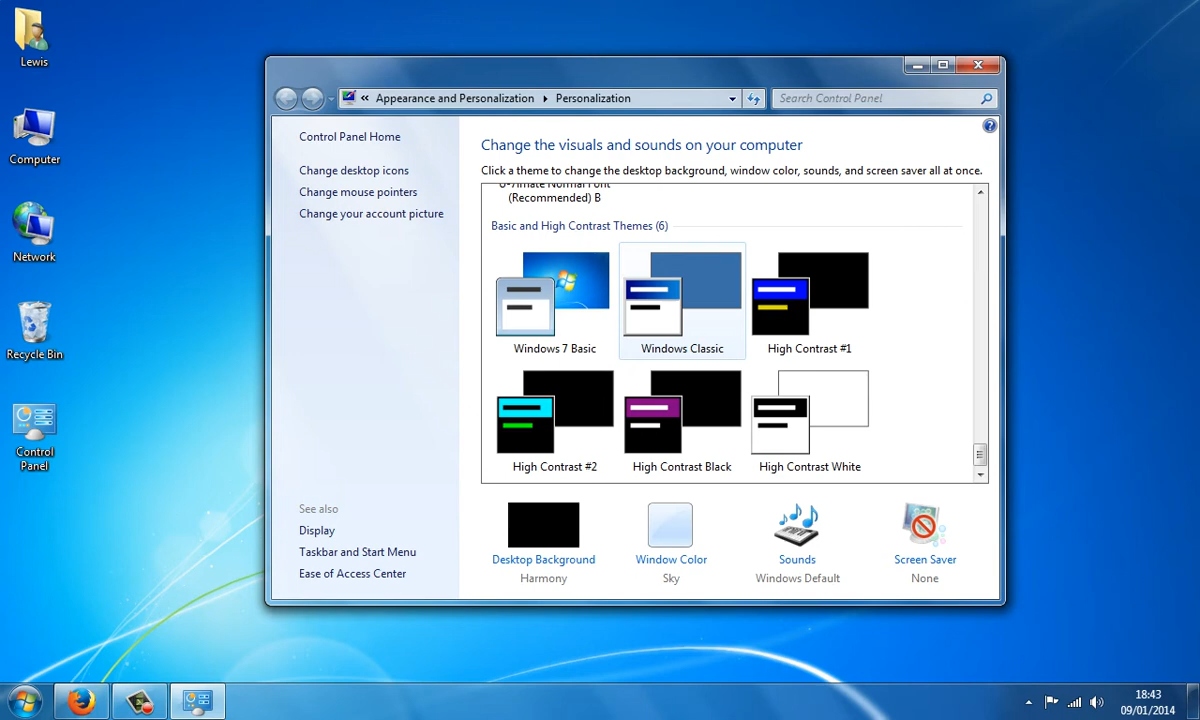 Lewis
Computer
Network
Recycle Bin
Control
Panel
Appearance and Personalization
Personalization
Search Control Panel
Control Panel Home
Change desktop icons
Change mouse pointers
Change your account picture
See also
Display
Taskbar and Start Menu
Ease of Access Center
Change the visuals and sounds on your computer
Click a theme to change the desktop background, window color, sounds, and screen saver all at once.
Normal Font
(Recommended) B
Basic and High Contrast Themes (6)
Windows 7 Basic
Windows Classic
High Contrast #1
High Contrast #2
High Contrast Black
High Contrast White
Desktop Background
Harmony
Window Color
Sky
Sounds
Windows Default
Screen Saver
None
18:43
09/01/2014